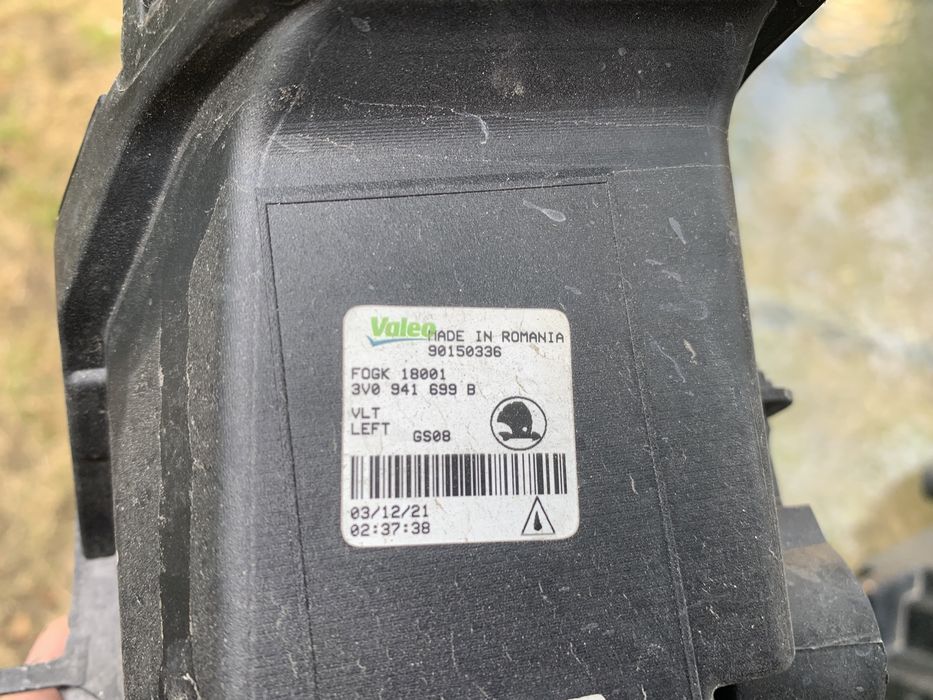 Valeo MADE IN ROMANIA
90150336
FOGK 18001
3V0 941 699 B
VLT
LEFT GS08
03/12/21
02:37:38